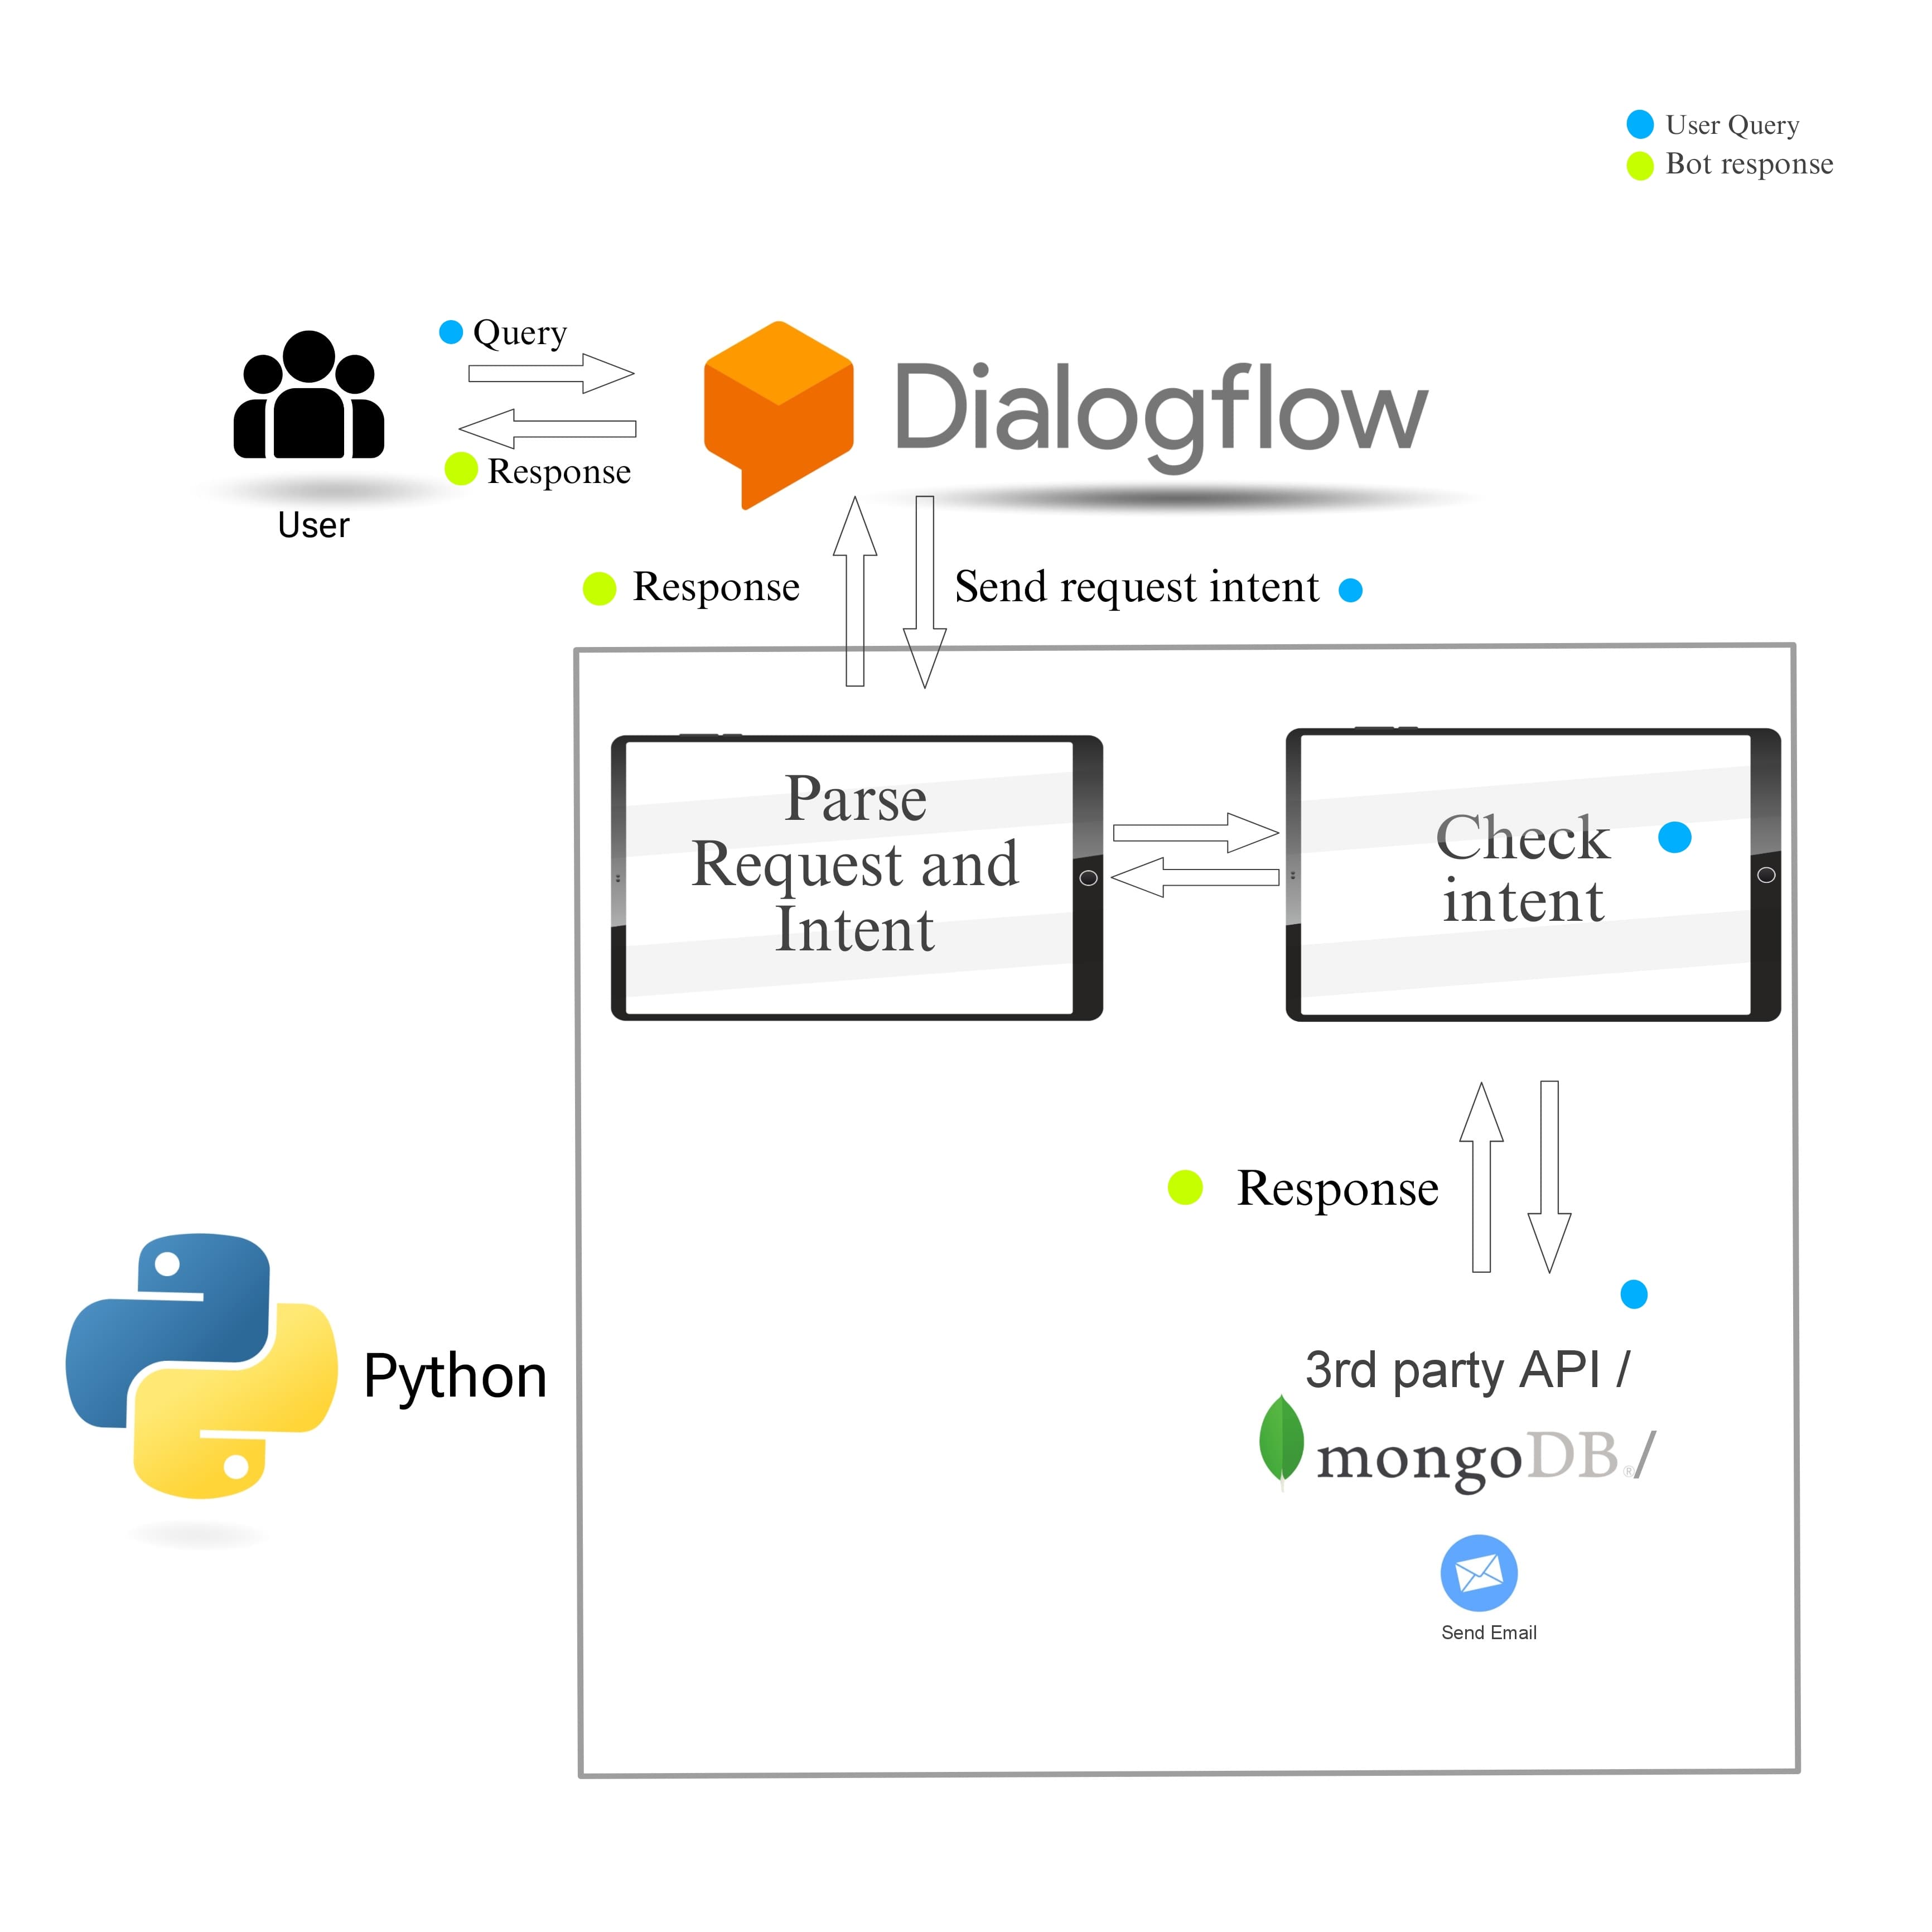 User Query
Bot response
Query
Dialogflow
Response
User
Response
Send request intent
Parse
Request and
Intent
Check
intent
Response
Python
3rd party API /
mongoDB®/
Send Email